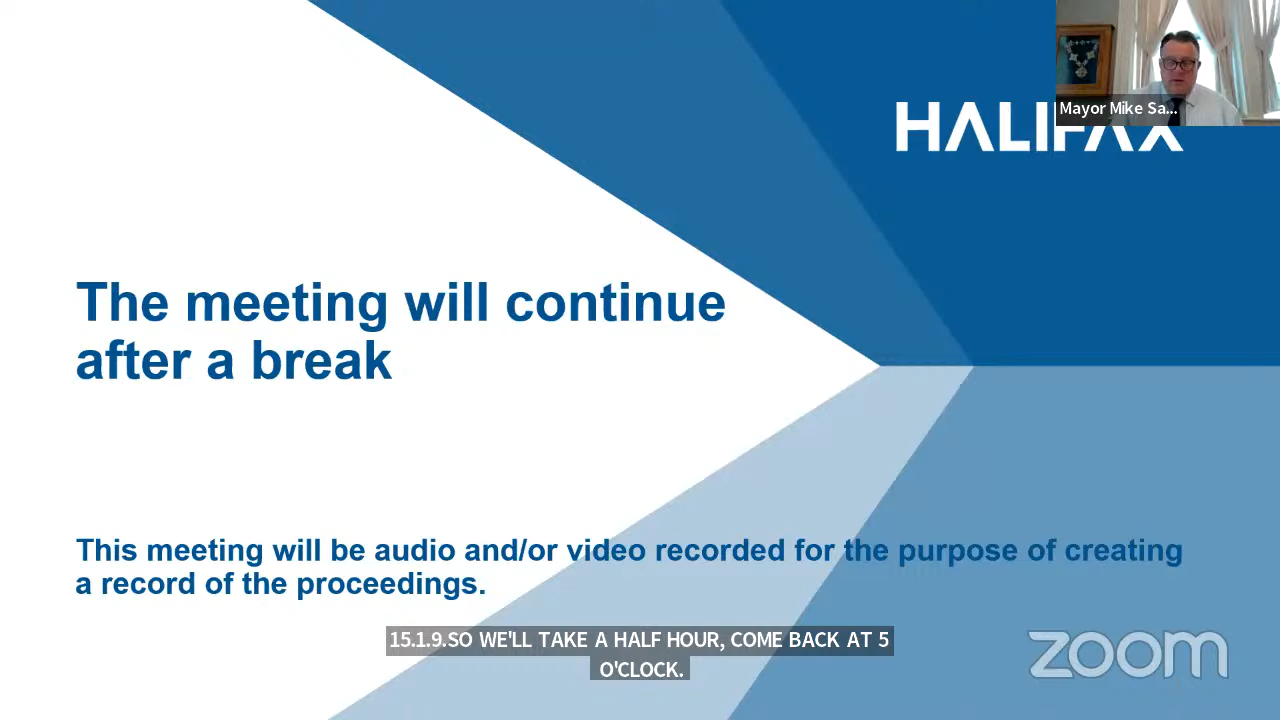 Mayor Mike Sa...
HALIFAX
The meeting will continue
after a break
This meeting will be audio and/or video recorded for the purpose of creating
a record of the proceedings.
15.1.9.SO WE'LL TAKE A HALF HOUR, COME BACK AT 5
O'CLOCK.
zoom